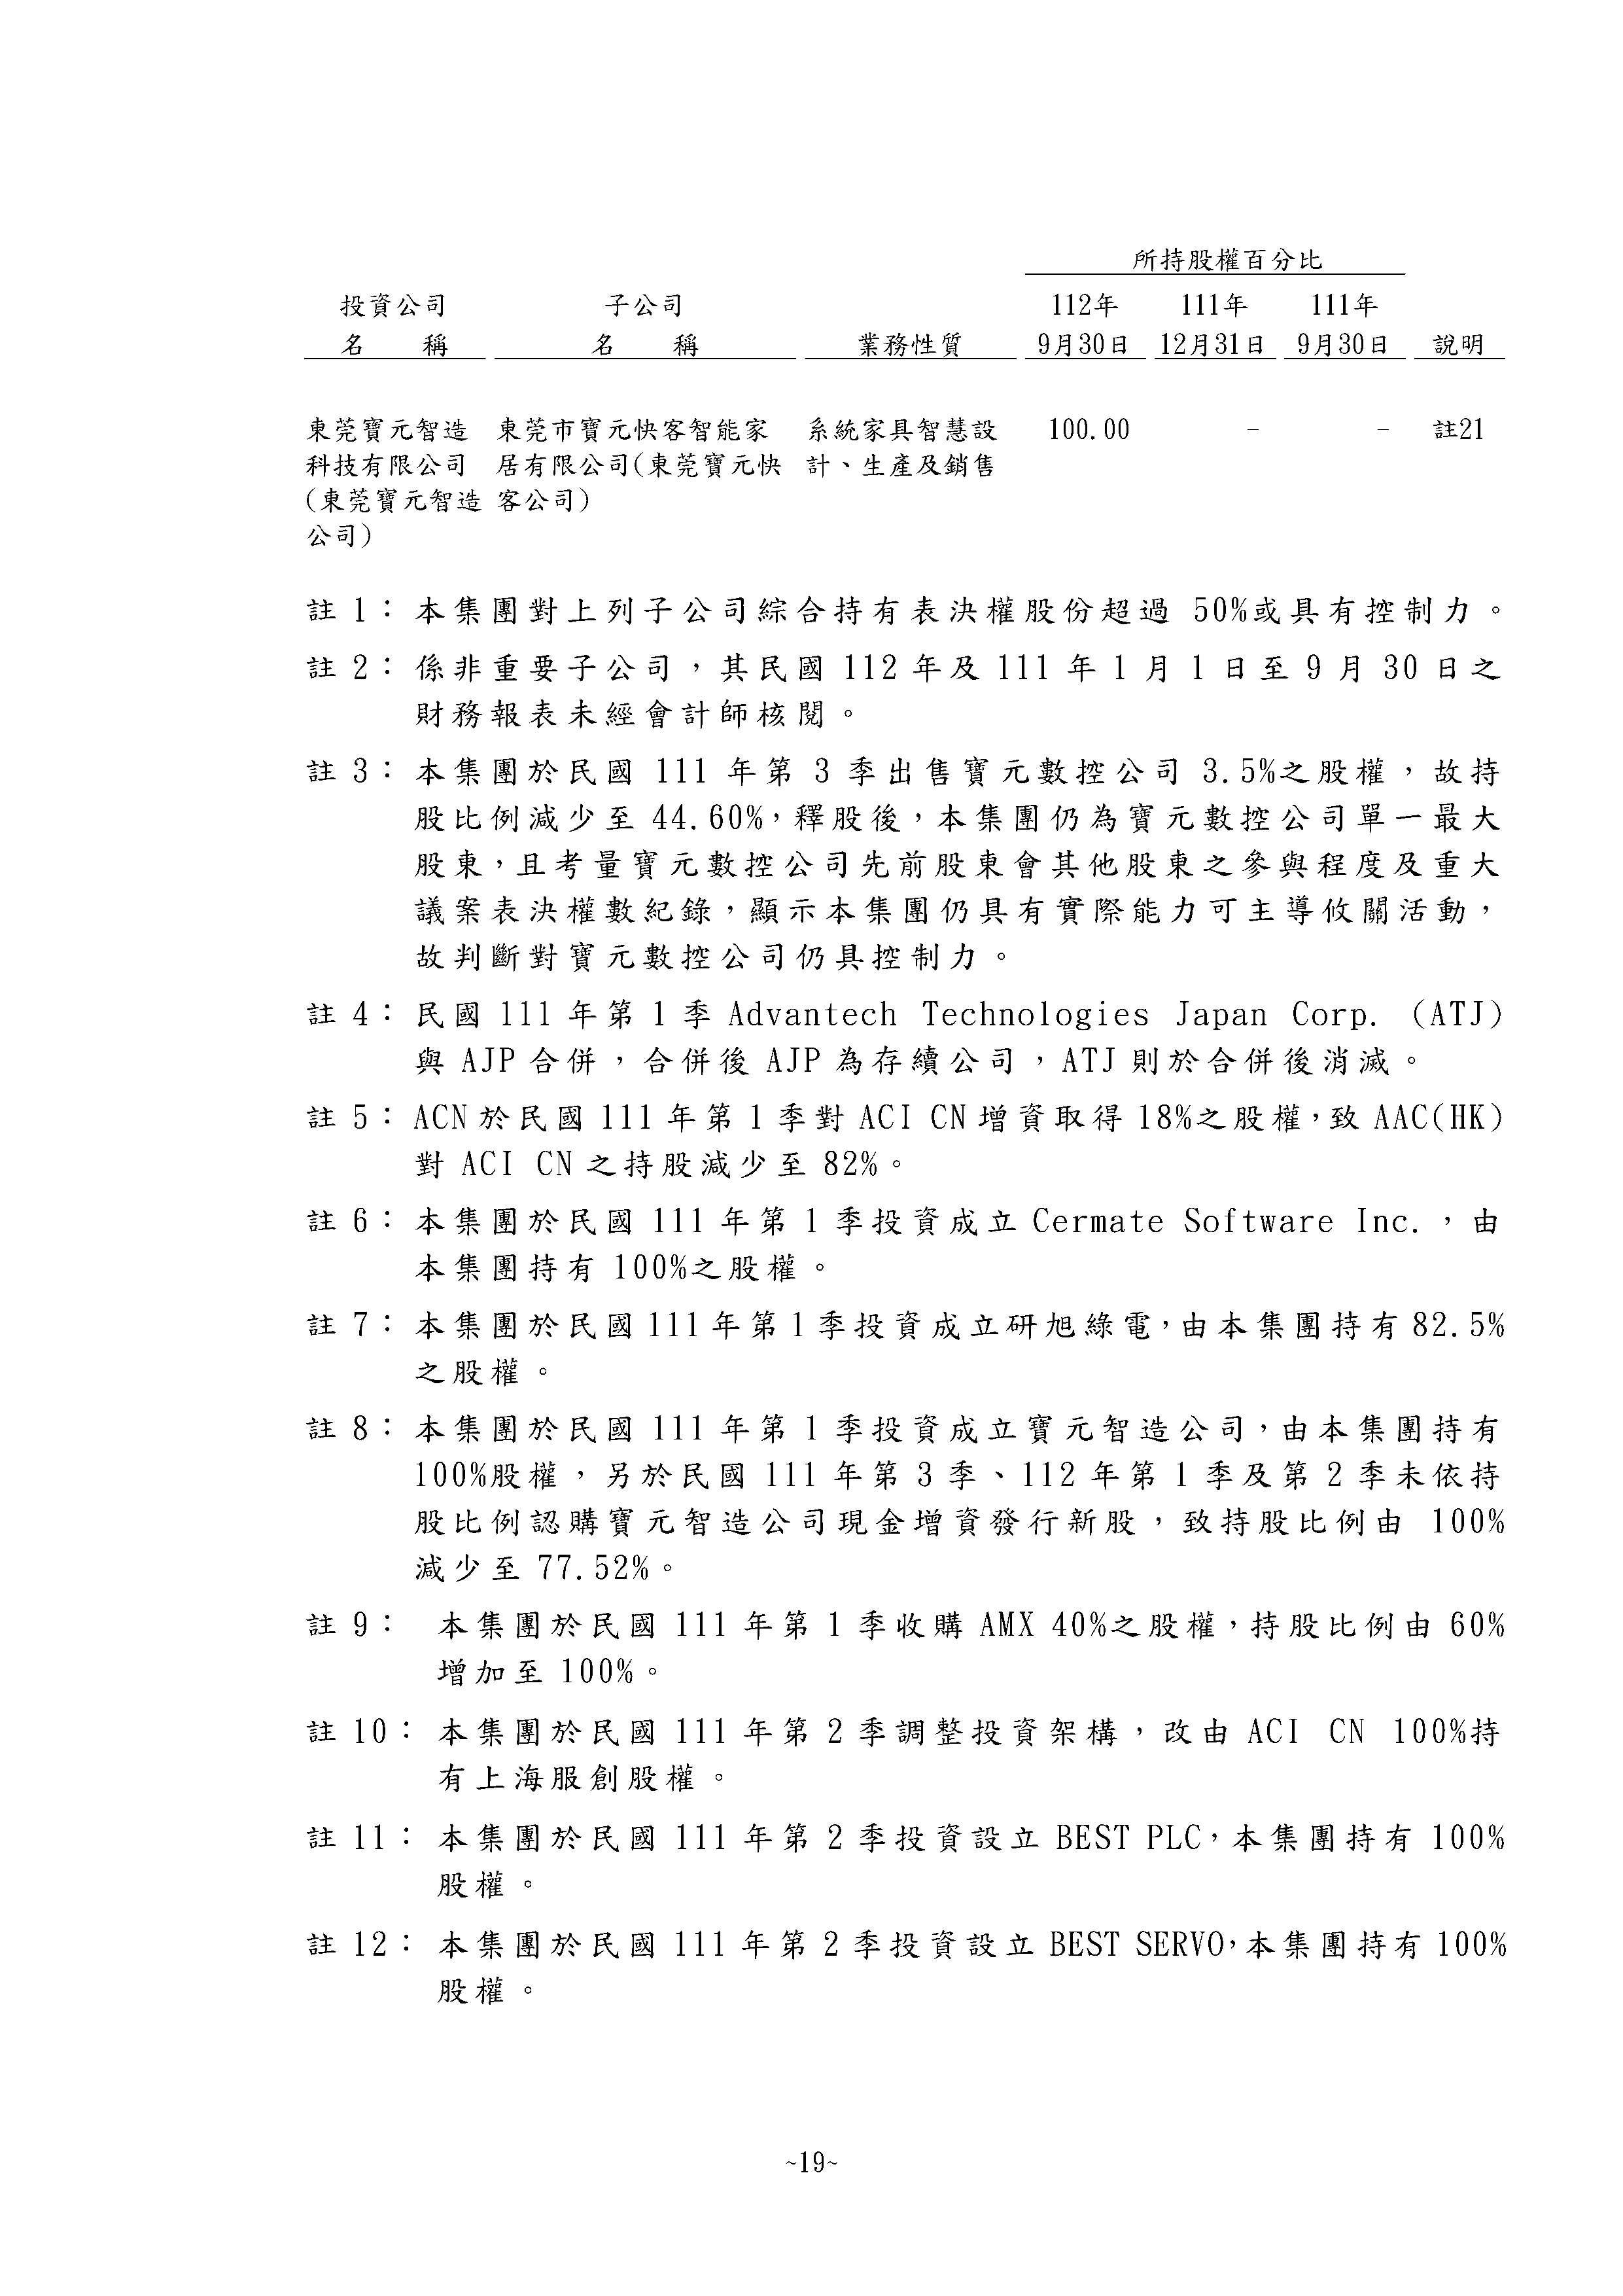 所持股權百分比
投資公司 子公司 112年 111年 111年
名 稱 名 稱 業務性質 9月30日 12月31日 9月30日 說明
東莞寶元智造 東莞市寶元快客智能家 系統家具智慧設 100.00 - - 註21
科技有限公司 居有限公司(東莞寶元快 計、生產及銷售
(東莞寶元智造 客公司)
公司)
註 1： 本集團對上列子公司綜合持有表決權股份超過 50%或具有控制力。
註 2： 係非重要子公司，其民國 112 年及 111 年 1 月 1 日至 9 月 30 日之
財務報表未經會計師核閱。
註 3： 本集團於民國 111 年第 3 季出售寶元數控公司 3.5%之股權，故持
股比例減少至 44.60%，釋股後，本集團仍為寶元數控公司單一最大
股東，且考量寶元數控公司先前股東會其他股東之參與程度及重大
議案表決權數紀錄，顯示本集團仍具有實際能力可主導攸關活動，
故判斷對寶元數控公司仍具控制力。
註 4： 民國 111 年第 1 季 Advantech Technologies Japan Corp. (ATJ)
與 AJP 合併，合併後 AJP 為存續公司，ATJ 則於合併後消滅。
註 5： ACN 於民國 111 年第 1 季對 ACI CN 增資取得 18%之股權，致 AAC(HK)
對 ACI CN 之持股減少至 82%。
註 6： 本集團於民國 111 年第 1 季投資成立 Cermate Software Inc.，由
本集團持有 100%之股權。
註 7： 本集團於民國 111 年第 1 季投資成立研旭綠電，由本集團持有 82.5%
之股權。
註 8： 本集團於民國 111 年第 1 季投資成立寶元智造公司，由本集團持有
100%股權，另於民國 111 年第 3 季、112 年第 1 季及第 2 季未依持
股比例認購寶元智造公司現金增資發行新股，致持股比例由 100%
減少至 77.52%。
註 9： 本集團於民國 111 年第 1 季收購 AMX 40%之股權，持股比例由 60%
增加至 100%。
註 10： 本集團於民國 111 年第 2 季調整投資架構，改由 ACI CN 100%持
有上海服創股權。
註 11： 本集團於民國 111 年第 2 季投資設立 BEST PLC，本集團持有 100%
股權。
註 12： 本集團於民國 111 年第 2 季投資設立 BEST SERVO，本集團持有 100%
股權。
~19~